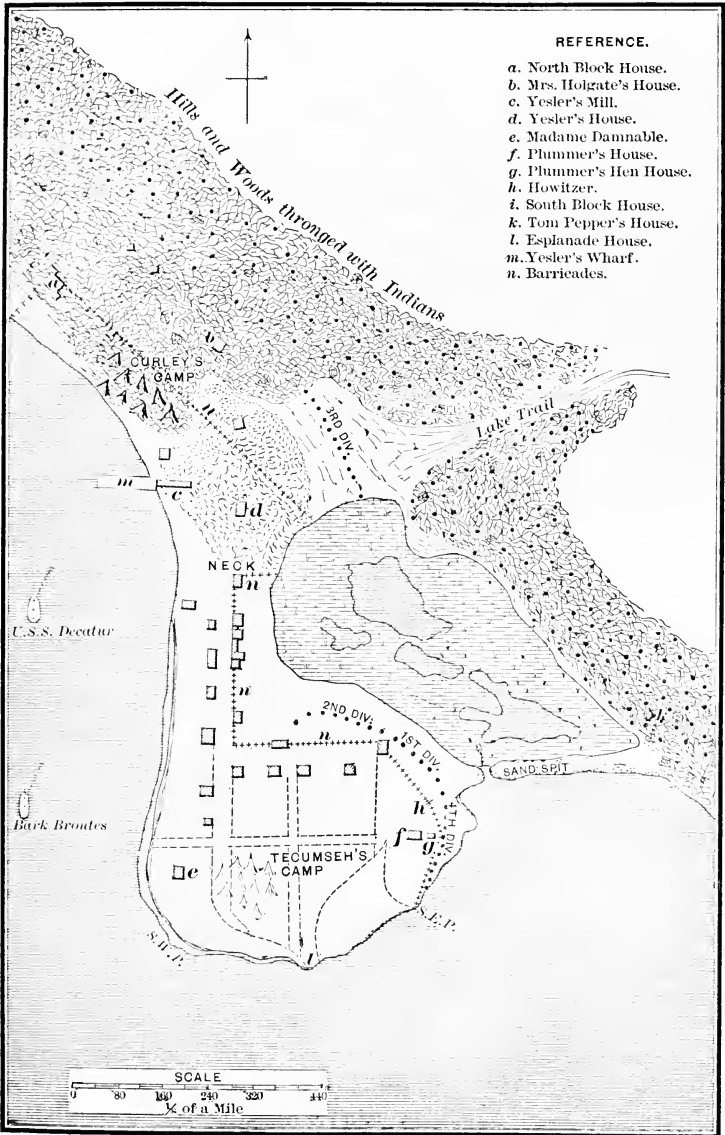 REFERENCE.
a. North Block House.
b. Mrs. Holgate's House.
c. Yesler's Mill.
d. Yesler's House.
e. Madame Damnable.
f. Plummer's House.
g. Plummer's Hen House.
h. Howitzer.
i. South Block House.
k. Tom Pepper's House.
l. Esplanade House.
m. Yesler's Wharf.
n. Barricades.
Hills and Woods thronged with Indians
a
b
CURLEY'S
CAMP
n
3RD DIV.
Lake Trail
m
c
d
NECK
n
U.S.S. Decatur
n
2ND DIV.
n
1ST DIV.
k
SAND SPIT
h
4TH DIV.
Bark Brontes
f
g
TECUMSEH'S
CAMP
e
S.E.P.
S.W.P.
l
SCALE
0 80 160 240 320 440
¼ of a Mile